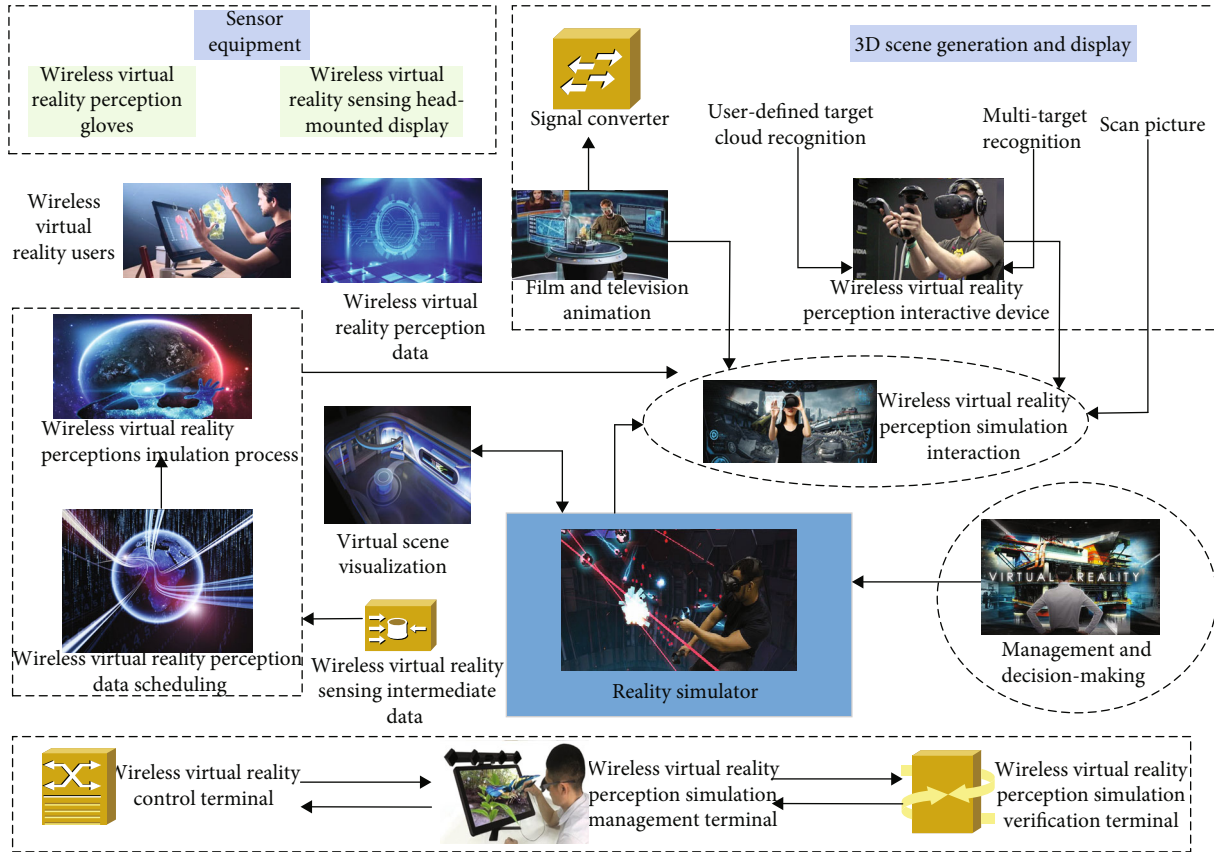 Sensor
equipment
Wireless virtual
reality perception
gloves
Wireless virtual
reality sensing head-
mounted display
3D scene generation and display
Signal converter
User-defined target
cloud recognition
Multi-target
recognition
Scan picture
Wireless
virtual
reality users
Wireless virtual
reality perception
data
Film and television
animation
Wireless virtual reality
perception interactive device
Wireless virtual reality
perceptions imulation process
Wireless virtual reality
perception simulation
interaction
Virtual scene
visualization
VIRTUAL REALITY
Management and
decision-making
Wireless virtual reality perception
data scheduling
Wireless virtual reality
sensing intermediate
data
Reality simulator
Wireless virtual reality
control terminal
Wireless virtual reality
perception simulation
management terminal
Wireless virtual reality
perception simulation
verification terminal